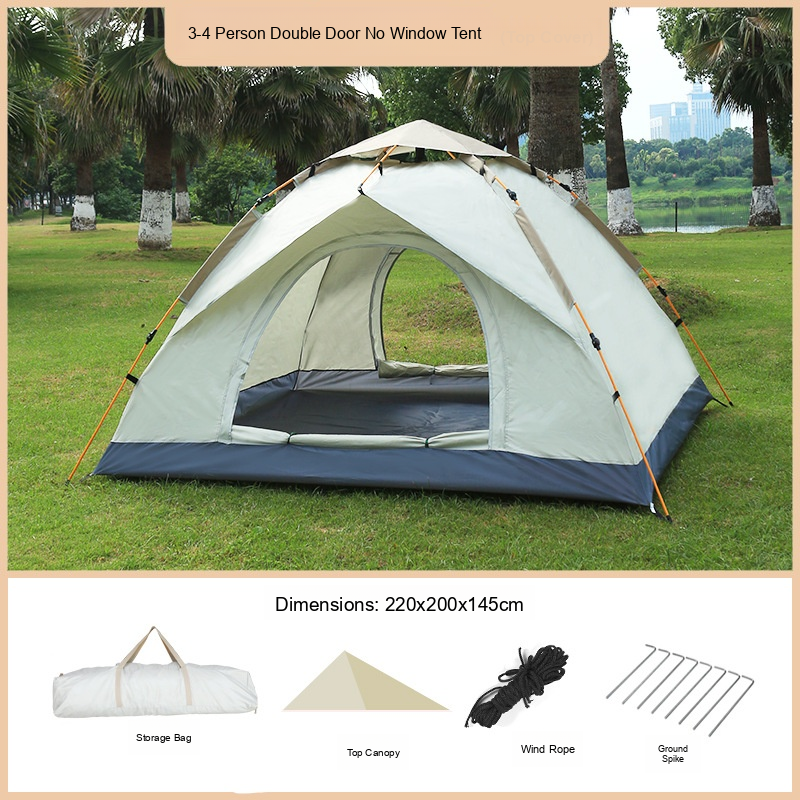 3-4 Person Double Door No Window Tent
Dimensions: 220x200x145cm
Storage Bag
Top Canopy
Wind Rope
Ground
Spike